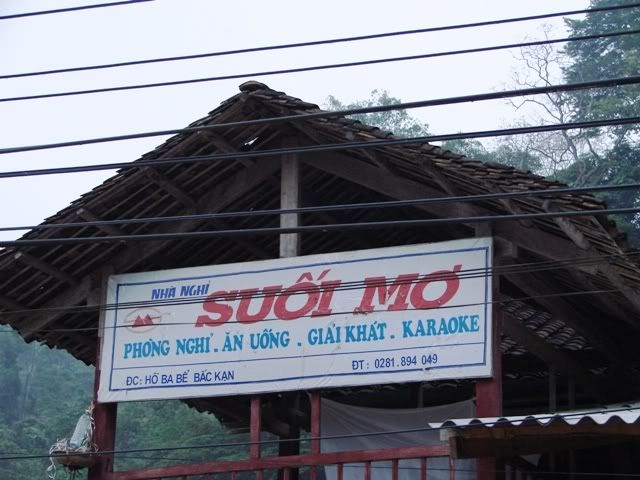 NHÀ NGHỈ
SUỐI MƠ
PHÒNG NGHỈ . ĂN UỐNG . GIẢI KHÁT . KARAOKE
ĐC: HỒ BA BỂ BẮC KẠN
ĐT: 0281.894 049